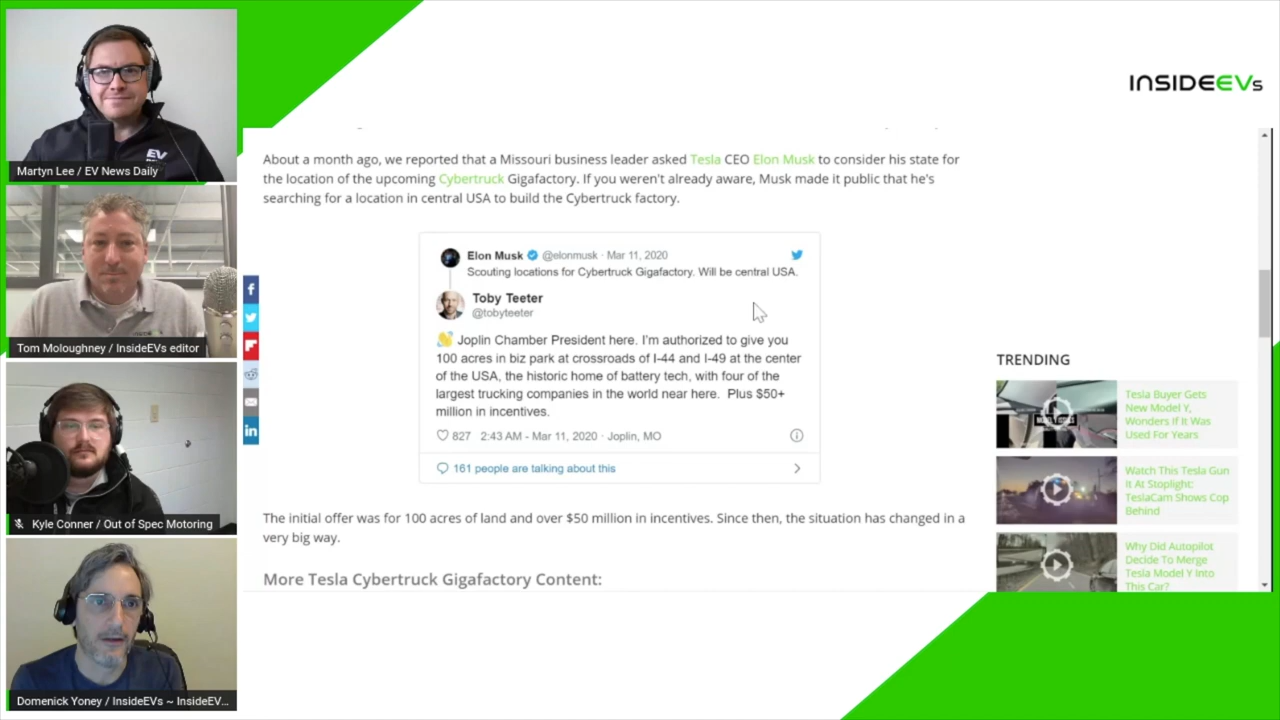 EV
Martyn Lee / EV News Daily
Tom Moloughney / InsideEVs editor
Kyle Conner / Out of Spec Motoring
Domenick Yoney / InsideEVs ~ InsideEV...
INSIDEEVs
About a month ago, we reported that a Missouri business leader asked Tesla CEO Elon Musk to consider his state for
the location of the upcoming Cybertruck Gigafactory. If you weren't already aware, Musk made it public that he's
searching for a location in central USA to build the Cybertruck factory.
Elon Musk @elonmusk · Mar 11, 2020
Scouting locations for Cybertruck Gigafactory. Will be central USA.
Toby Teeter
@tobyteeter
👋 Joplin Chamber President here. I'm authorized to give you
100 acres in biz park at crossroads of I-44 and I-49 at the center
of the USA, the historic home of battery tech, with four of the
largest trucking companies in the world near here. Plus $50+
million in incentives.
827 2:43 AM - Mar 11, 2020 · Joplin, MO
161 people are talking about this
The initial offer was for 100 acres of land and over $50 million in incentives. Since then, the situation has changed in a
very big way.
More Tesla Cybertruck Gigafactory Content:
TRENDING
Tesla Buyer Gets
New Model Y,
Wonders If It Was
Used For Years
Watch This Tesla Gun
It At Stoplight:
TeslaCam Shows Cop
Behind
Why Did Autopilot
Decide To Merge
Tesla Model Y Into
This Car?